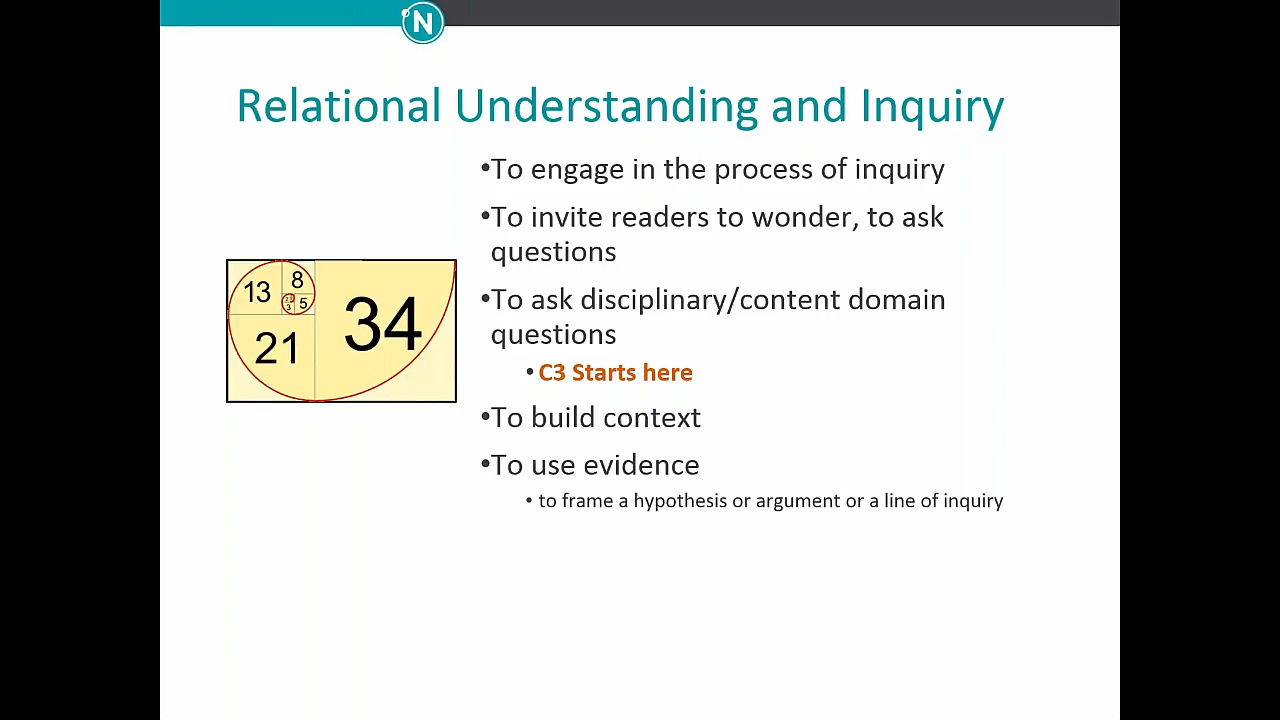 N
Relational Understanding and Inquiry
•To engage in the process of inquiry
•To invite readers to wonder, to ask
questions
•To ask disciplinary/content domain
questions
• C3 Starts here
•To build context
•To use evidence
• to frame a hypothesis or argument or a line of inquiry
13 8
3 5
21
34